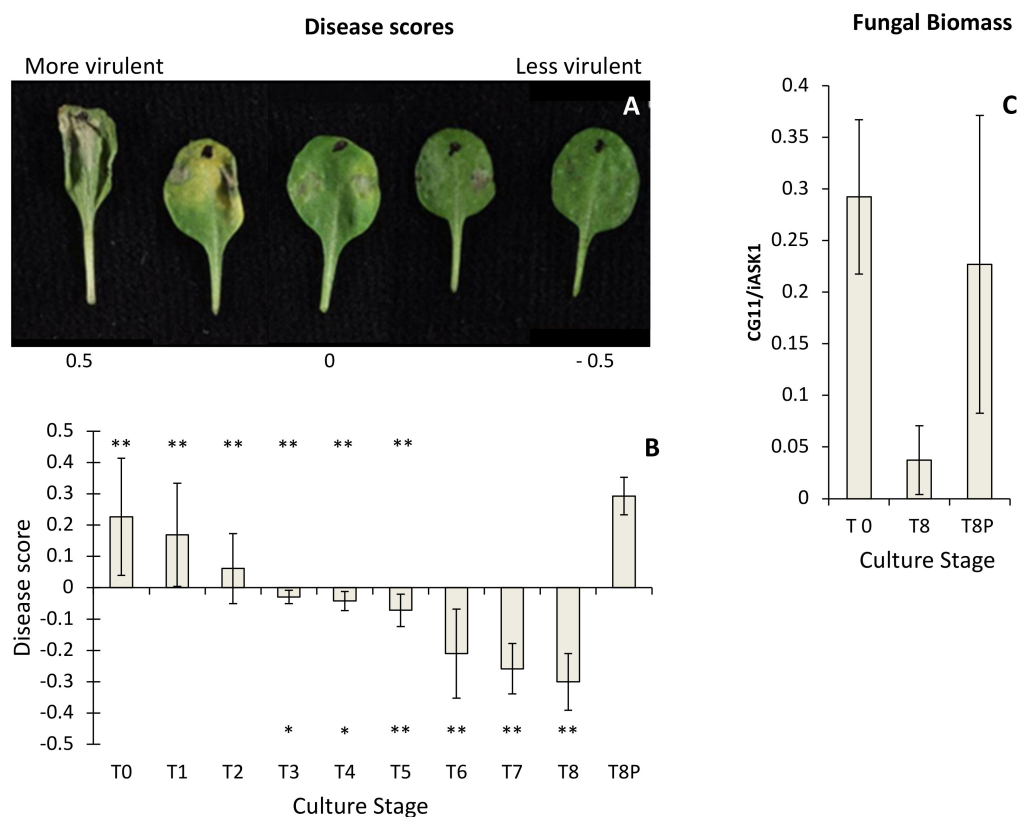 Disease scores
More virulent
Less virulent
A
0.5
0
- 0.5
B
0.5
0.4
0.3
0.2
0.1
0
-0.1
-0.2
-0.3
-0.4
-0.5
Disease score
** ** ** ** ** **
* * ** ** ** **
T0 T1 T2 T3 T4 T5 T6 T7 T8 T8P
Culture Stage
Fungal Biomass
C
0.4
0.35
0.3
0.25
0.2
0.15
0.1
0.05
0
CG11/iASK1
T 0 T8 T8P
Culture Stage